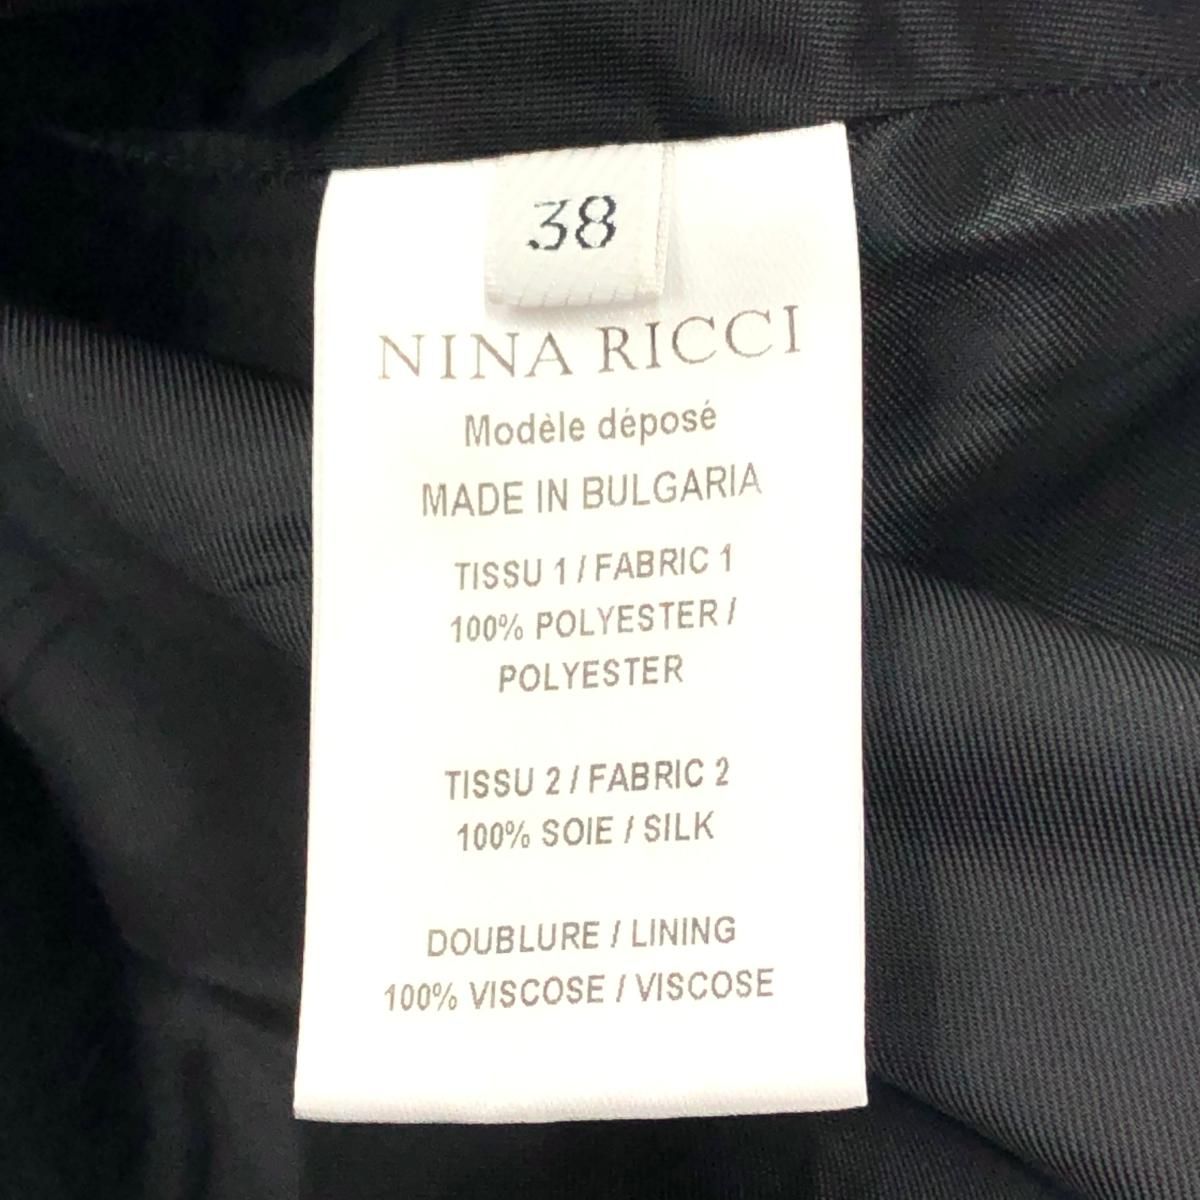 38
NINA RICCI
Modèle déposé
MADE IN BULGARIA
TISSU 1 / FABRIC 1
100% POLYESTER /
POLYESTER
TISSU 2 / FABRIC 2
100% SOIE / SILK
DOUBLURE / LINING
100% VISCOSE / VISCOSE